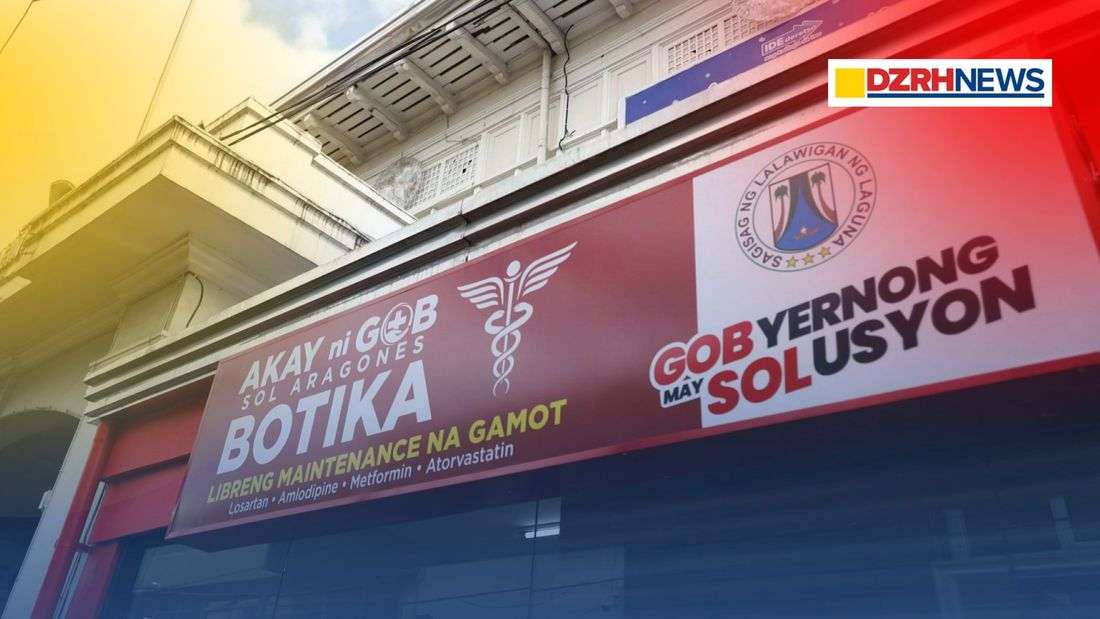 DZRHNEWS
SAGISAG NG LALAWIGAN NG LAGUNA
AKAY ni GOB
SOL ARAGONES
BOTIKA
LIBRENG MAINTENANCE NA GAMOT
Losartan • Amlodipine • Metformin • Atorvastatin
GOBYERNONG
MAY SOLUSYON